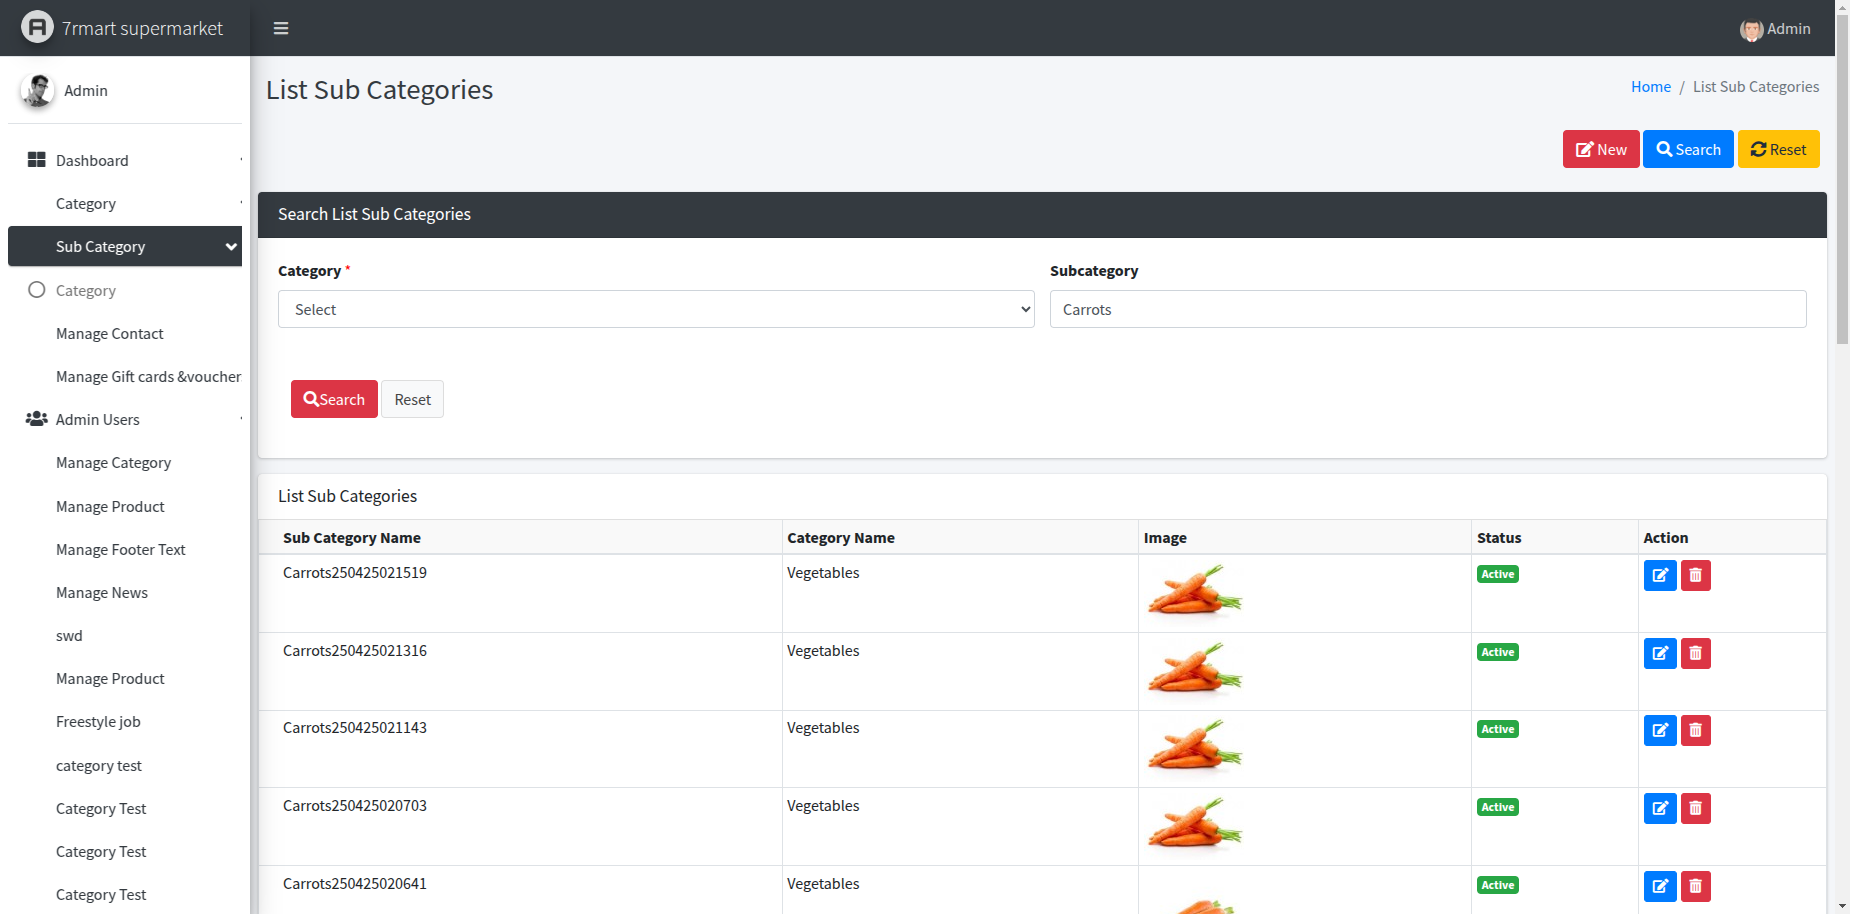 7rmart supermarket
Admin
Admin
List Sub Categories
Home / List Sub Categories
New
Search
Reset
Dashboard
Category
Sub Category
Category
Manage Contact
Manage Gift cards &voucher
Admin Users
Manage Category
Manage Product
Manage Footer Text
Manage News
swd
Manage Product
Freestyle job
category test
Category Test
Category Test
Category Test
Search List Sub Categories
Category *
Subcategory
Select
Carrots
Search
Reset
List Sub Categories
Sub Category Name Category Name Image Status Action
Carrots250425021519 Vegetables Active
Carrots250425021316 Vegetables Active
Carrots250425021143 Vegetables Active
Carrots250425020703 Vegetables Active
Carrots250425020641 Vegetables Active